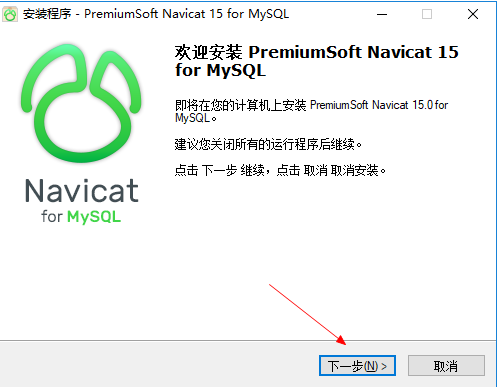 安装程序 - PremiumSoft Navicat 15 for MySQL
欢迎安装 PremiumSoft Navicat 15
for MySQL
即将在您的计算机上安装 PremiumSoft Navicat 15.0 for
MySQL。
建议您关闭所有的运行程序后继续。
点击 下一步 继续，点击 取消 取消安装。
Navicat
for MySQL
下一步(N) >
取消